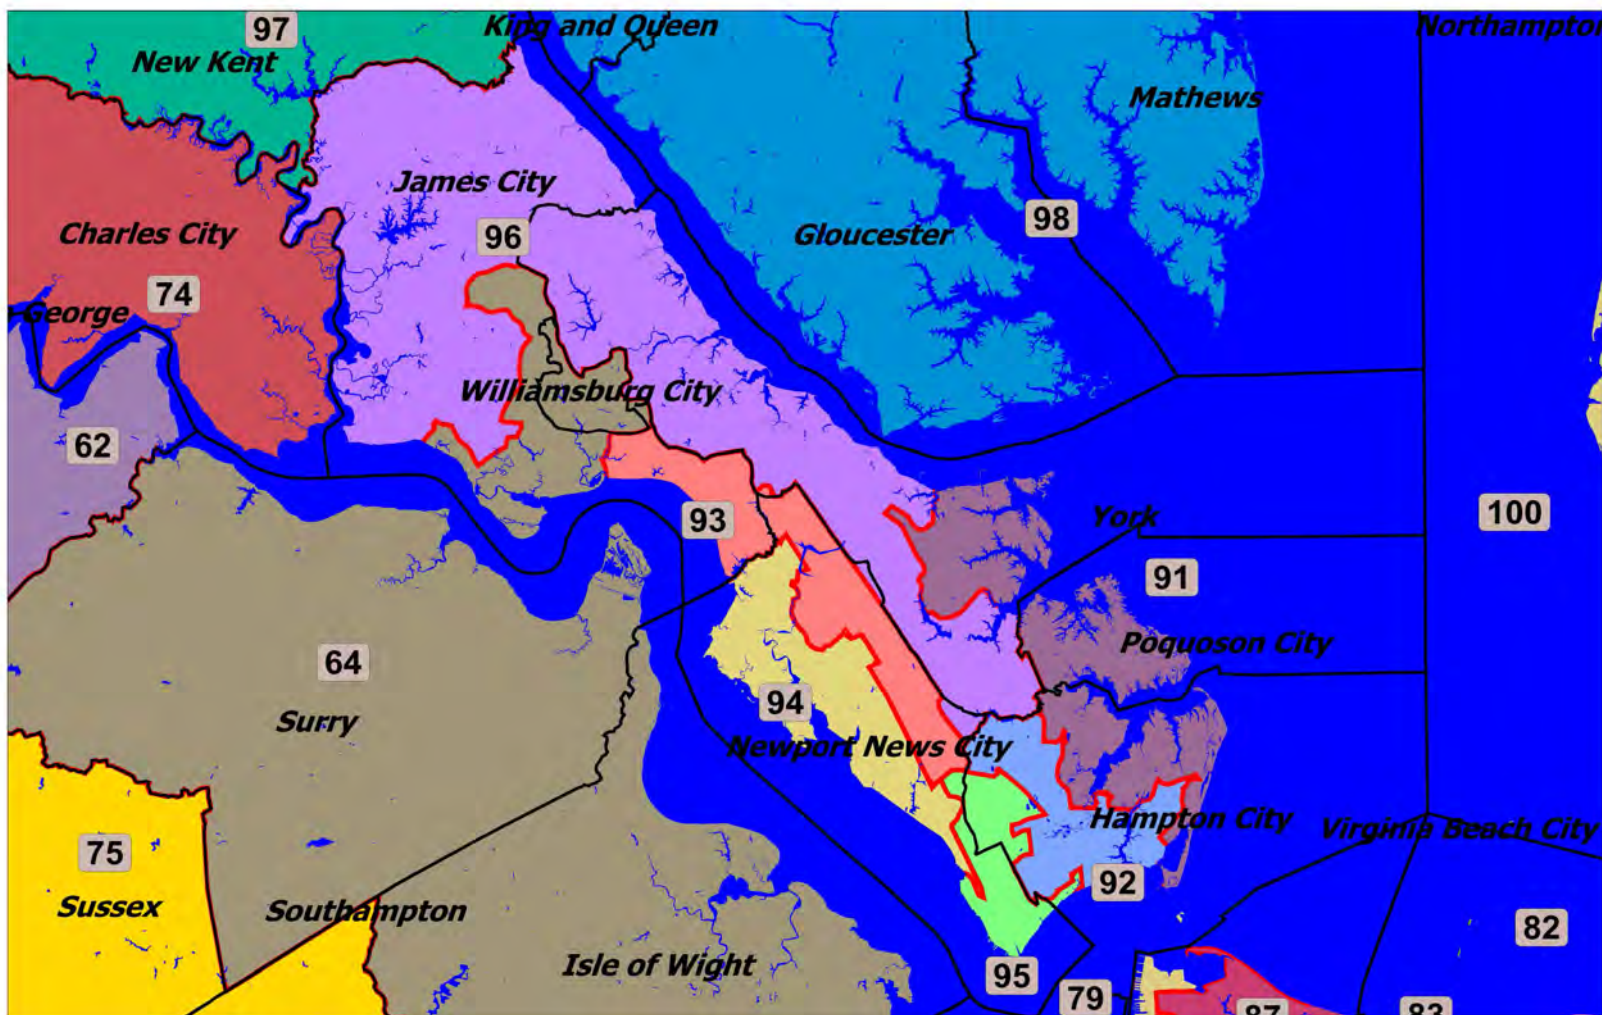 97
King and Queen
Northampton
New Kent
Mathews
James City
98
Charles City
96
Gloucester
74
George
Williamsburg City
62
100
93
York
91
Poquoson City
64
94
Surry
Newport News City
Hampton City
Virginia Beach City
75
92
Sussex
Southampton
82
Isle of Wight
95
79
87
83